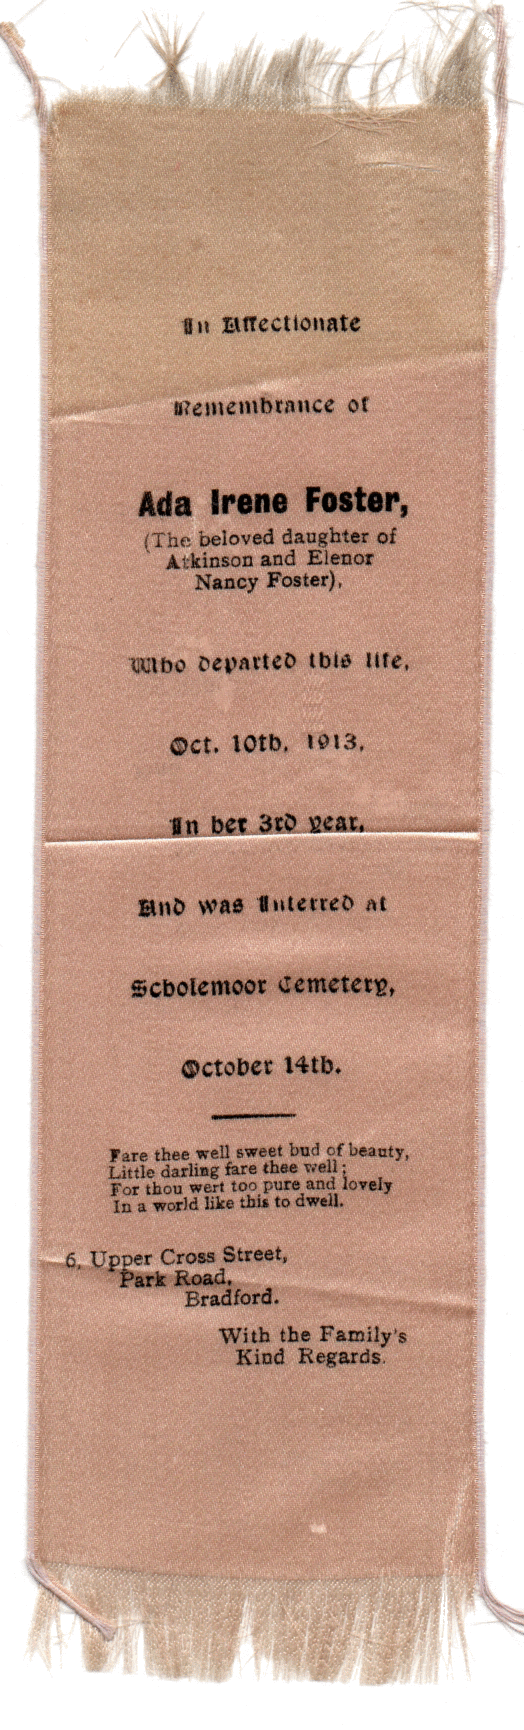 In Affectionate
Remembrance of
Ada Irene Foster,
(The beloved daughter of
Atkinson and Elenor
Nancy Foster),
Who departed this life,
Oct. 10th, 1913,
In her 3rd year,
And was Interred at
Scholemoor Cemetery,
October 14th.
Fare thee well sweet bud of beauty,
Little darling fare thee well;
For thou wert too pure and lovely
In a world like this to dwell.
6, Upper Cross Street,
Park Road,
Bradford.
With the Family's
Kind Regards.